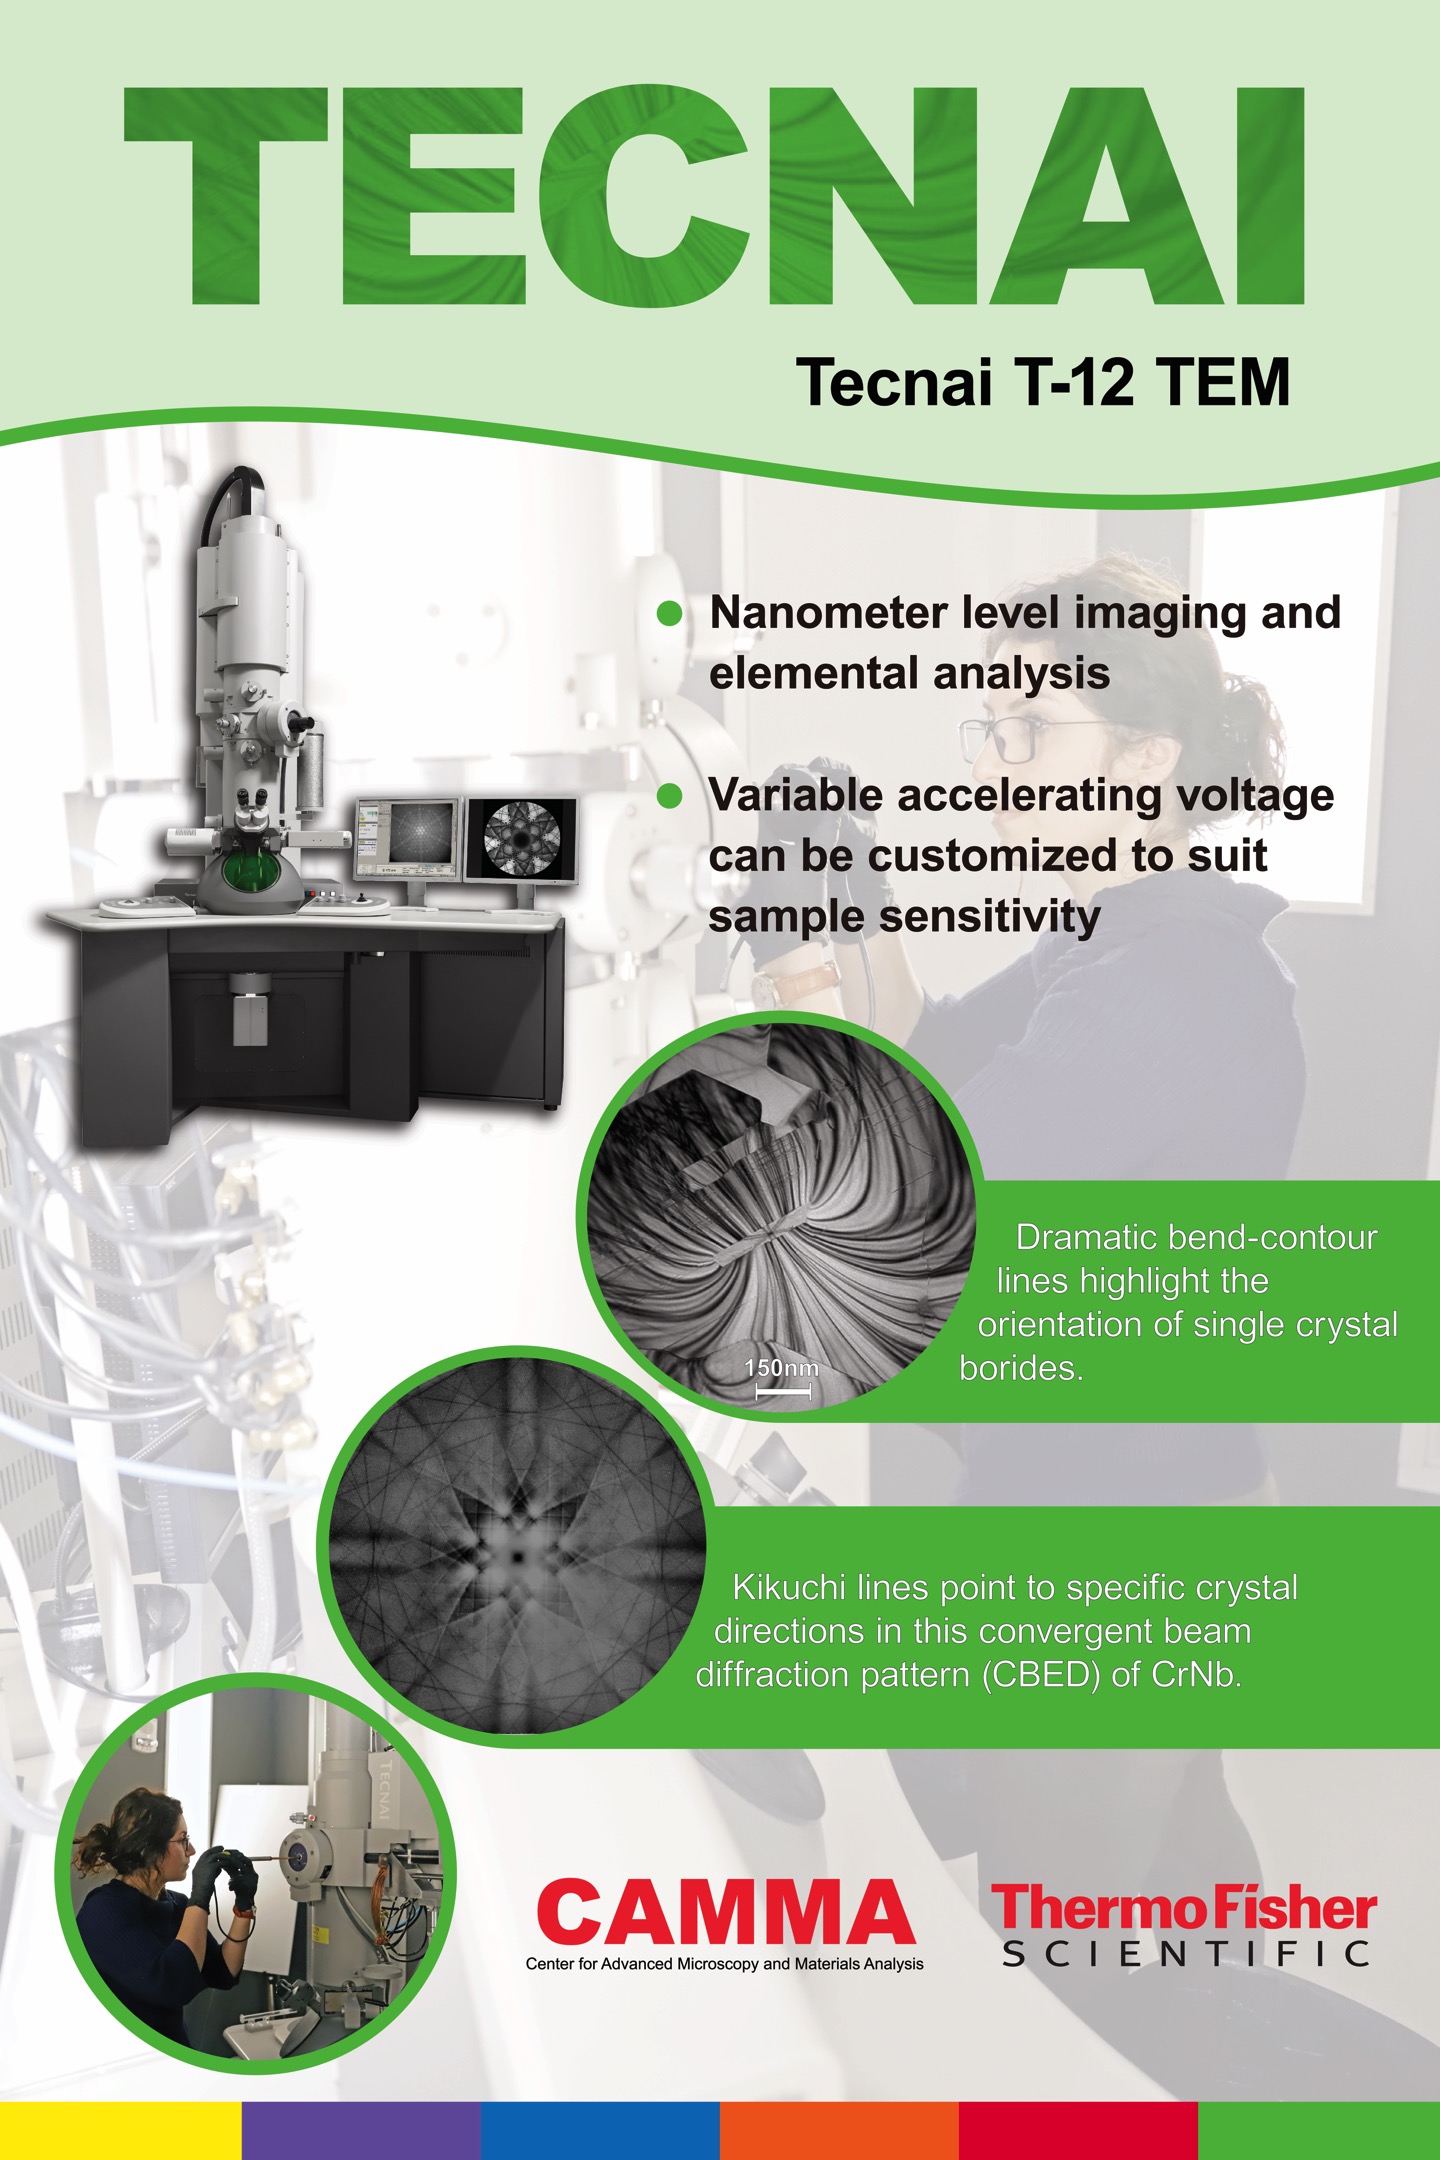 TECNAI
Tecnai T-12 TEM
Nanometer level imaging and
elemental analysis
Variable accelerating voltage
can be customized to suit
sample sensitivity
150nm
Dramatic bend-contour
lines highlight the
orientation of single crystal
borides.
Kikuchi lines point to specific crystal
directions in this convergent beam
diffraction pattern (CBED) of CrNb.
TECNAI
CAMMA
Center for Advanced Microscopy and Materials Analysis
ThermoFisher
SCIENTIFIC